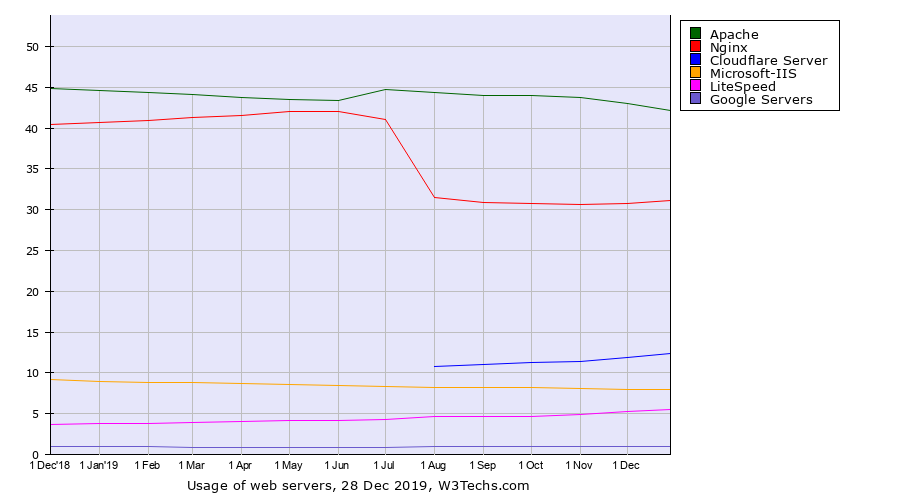 50
45
40
35
30
25
20
15
10
5
0
1 Dec'18 1 Jan'19 1 Feb 1 Mar 1 Apr 1 May 1 Jun 1 Jul 1 Aug 1 Sep 1 Oct 1 Nov 1 Dec
Usage of web servers, 28 Dec 2019, W3Techs.com
Apache
Nginx
Cloudflare Server
Microsoft-IIS
LiteSpeed
Google Servers